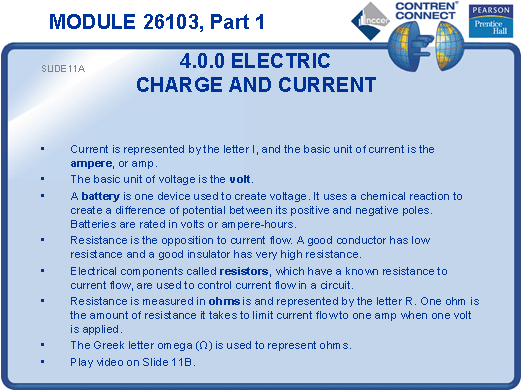 MODULE 26103, Part 1
nccer
CONTREN®
CONNECT
PEARSON
Prentice
Hall
SLIDE 11A
4.0.0 ELECTRIC
CHARGE AND CURRENT
• Current is represented by the letter I, and the basic unit of current is the
ampere, or amp.
• The basic unit of voltage is the volt.
• A battery is one device used to create voltage. It uses a chemical reaction to
create a difference of potential between its positive and negative poles.
Batteries are rated in volts or ampere-hours.
• Resistance is the opposition to current flow. A good conductor has low
resistance and a good insulator has very high resistance.
• Electrical components called resistors, which have a known resistance to
current flow, are used to control current flow in a circuit.
• Resistance is measured in ohms is and represented by the letter R. One ohm is
the amount of resistance it takes to limit current flow to one amp when one volt
is applied.
• The Greek letter omega (Ω) is used to represent ohms.
• Play video on Slide 11B.